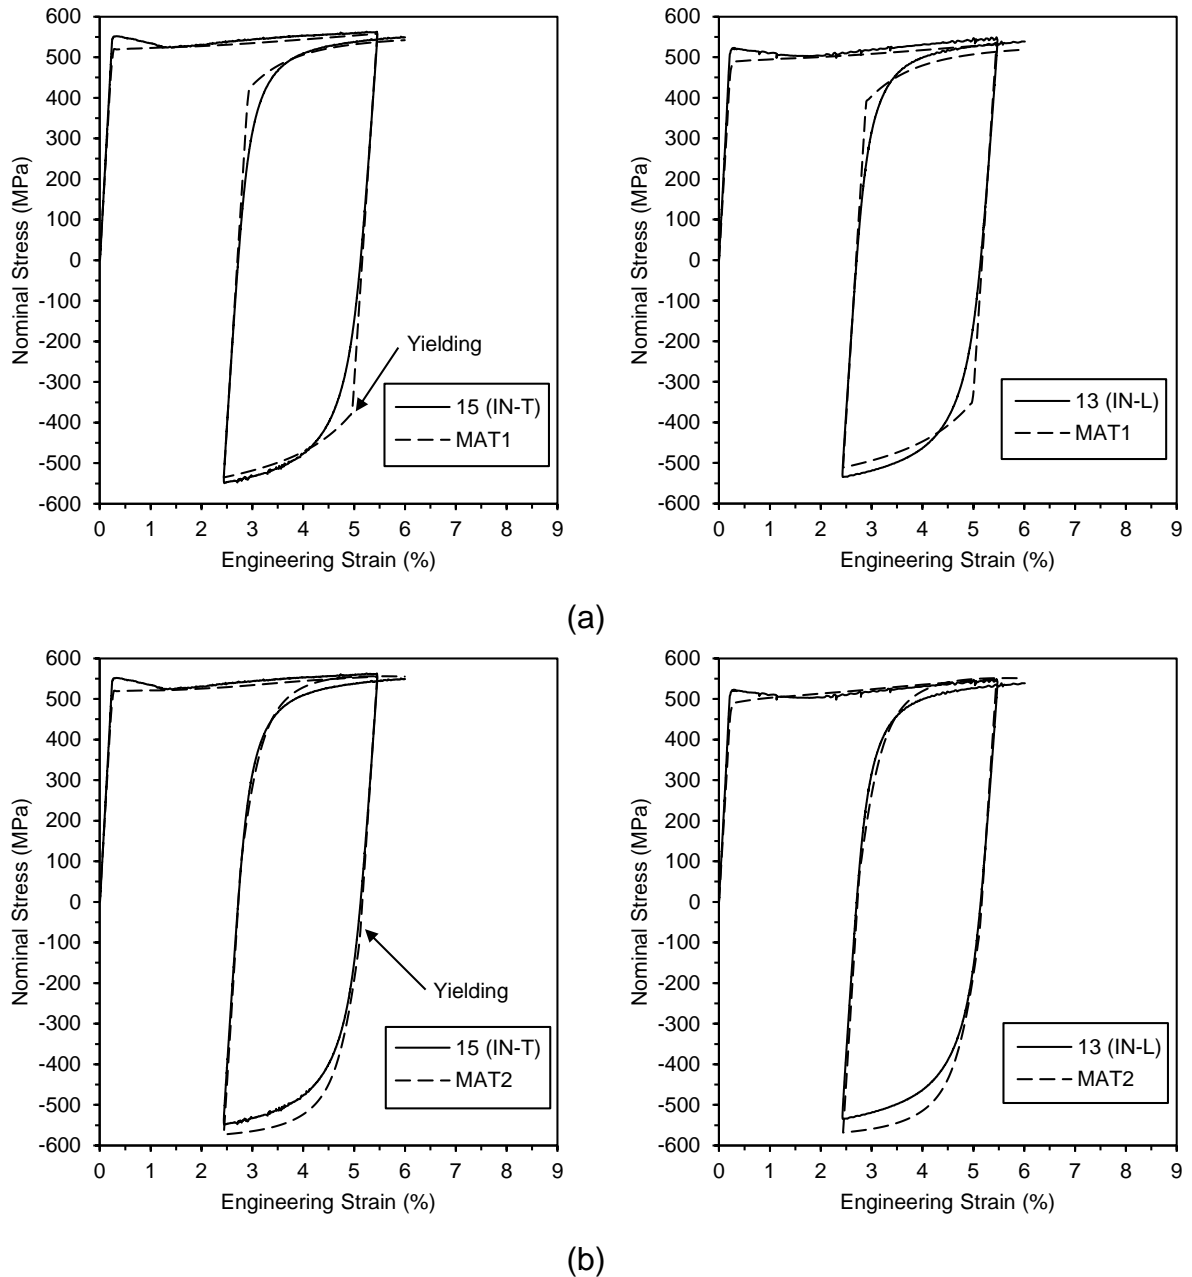 600
500
400
300
200
100
0
-100
-200
-300
-400
-500
-600
Nominal Stress (MPa)
0 1 2 3 4 5 6 7 8 9
Engineering Strain (%)
Yielding
15 (IN-T)
MAT1
600
500
400
300
200
100
0
-100
-200
-300
-400
-500
-600
Nominal Stress (MPa)
0 1 2 3 4 5 6 7 8 9
Engineering Strain (%)
13 (IN-L)
MAT1
(a)
600
500
400
300
200
100
0
-100
-200
-300
-400
-500
-600
Nominal Stress (MPa)
0 1 2 3 4 5 6 7 8 9
Engineering Strain (%)
Yielding
15 (IN-T)
MAT2
600
500
400
300
200
100
0
-100
-200
-300
-400
-500
-600
Nominal Stress (MPa)
0 1 2 3 4 5 6 7 8 9
Engineering Strain (%)
13 (IN-L)
MAT2
(b)